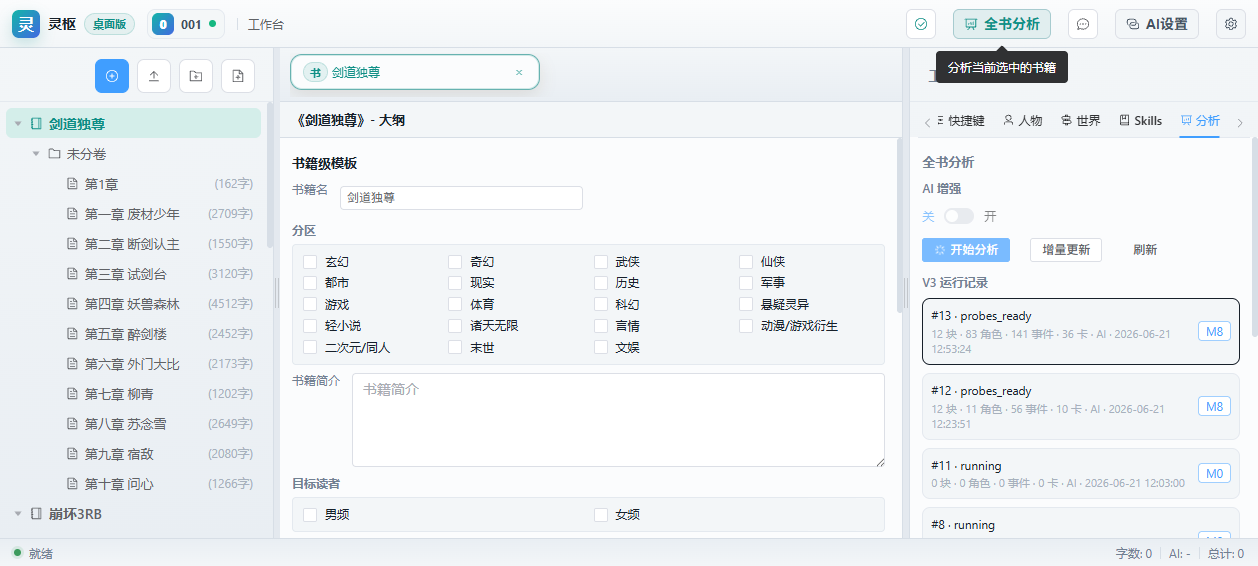 灵 灵枢 桌面版 0 001 工作台 全书分析 AI设置
分析当前选中的书籍
书 剑道独尊 ×
《剑道独尊》- 大纲
快捷键 人物 世界 Skills 分析
剑道独尊
未分卷
第1章 (162字)
第一章 废材少年 (2709字)
第二章 断剑认主 (1550字)
第三章 试剑台 (3120字)
第四章 妖兽森林 (4512字)
第五章 醉剑楼 (2452字)
第六章 外门大比 (2173字)
第七章 柳青 (1202字)
第八章 苏念雪 (2649字)
第九章 宿敌 (2080字)
第十章 问心 (1266字)
崩坏3RB
书籍级模板
书籍名 剑道独尊
分区
玄幻 奇幻 武侠 仙侠
都市 现实 历史 军事
游戏 体育 科幻 悬疑灵异
轻小说 诸天无限 言情 动漫/游戏衍生
二次元/同人 末世 文娱
书籍简介 书籍简介
目标读者
男频 女频
全书分析
AI 增强
关 开
开始分析 增量更新 刷新
V3 运行记录
#13 · probes_ready
12 块 · 83 角色 · 141 事件 · 36 卡 · AI · 2026-06-21
12:53:24
M8
#12 · probes_ready
12 块 · 11 角色 · 56 事件 · 10 卡 · AI · 2026-06-21
12:23:51
M8
#11 · running
0 块 · 0 角色 · 0 事件 · 0 卡 · AI · 2026-06-21 12:03:00
M0
#8 · running
就绪
字数: 0 AI: - 总计: 0